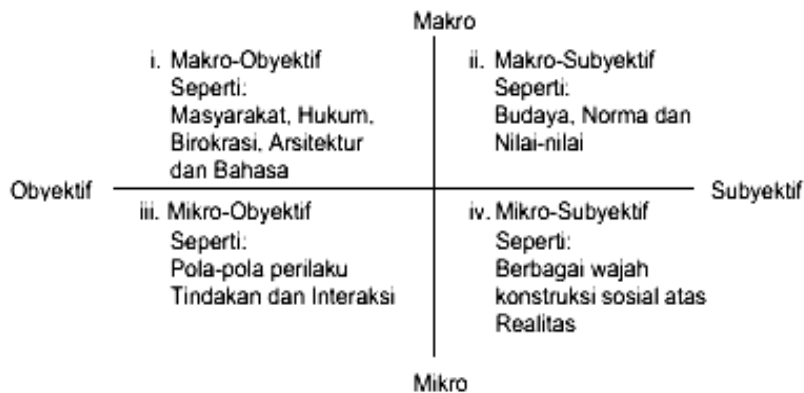 Makro
i. Makro-Obyektif
Seperti:
Masyarakat, Hukum,
Birokrasi, Arsitektur
dan Bahasa
ii. Makro-Subyektif
Seperti:
Budaya, Norma dan
Nilai-nilai
Obyektif
Subyektif
iii. Mikro-Obyektif
Seperti:
Pola-pola perilaku
Tindakan dan Interaksi
iv. Mikro-Subyektif
Seperti:
Berbagai wajah
konstruksi sosial atas
Realitas
Mikro